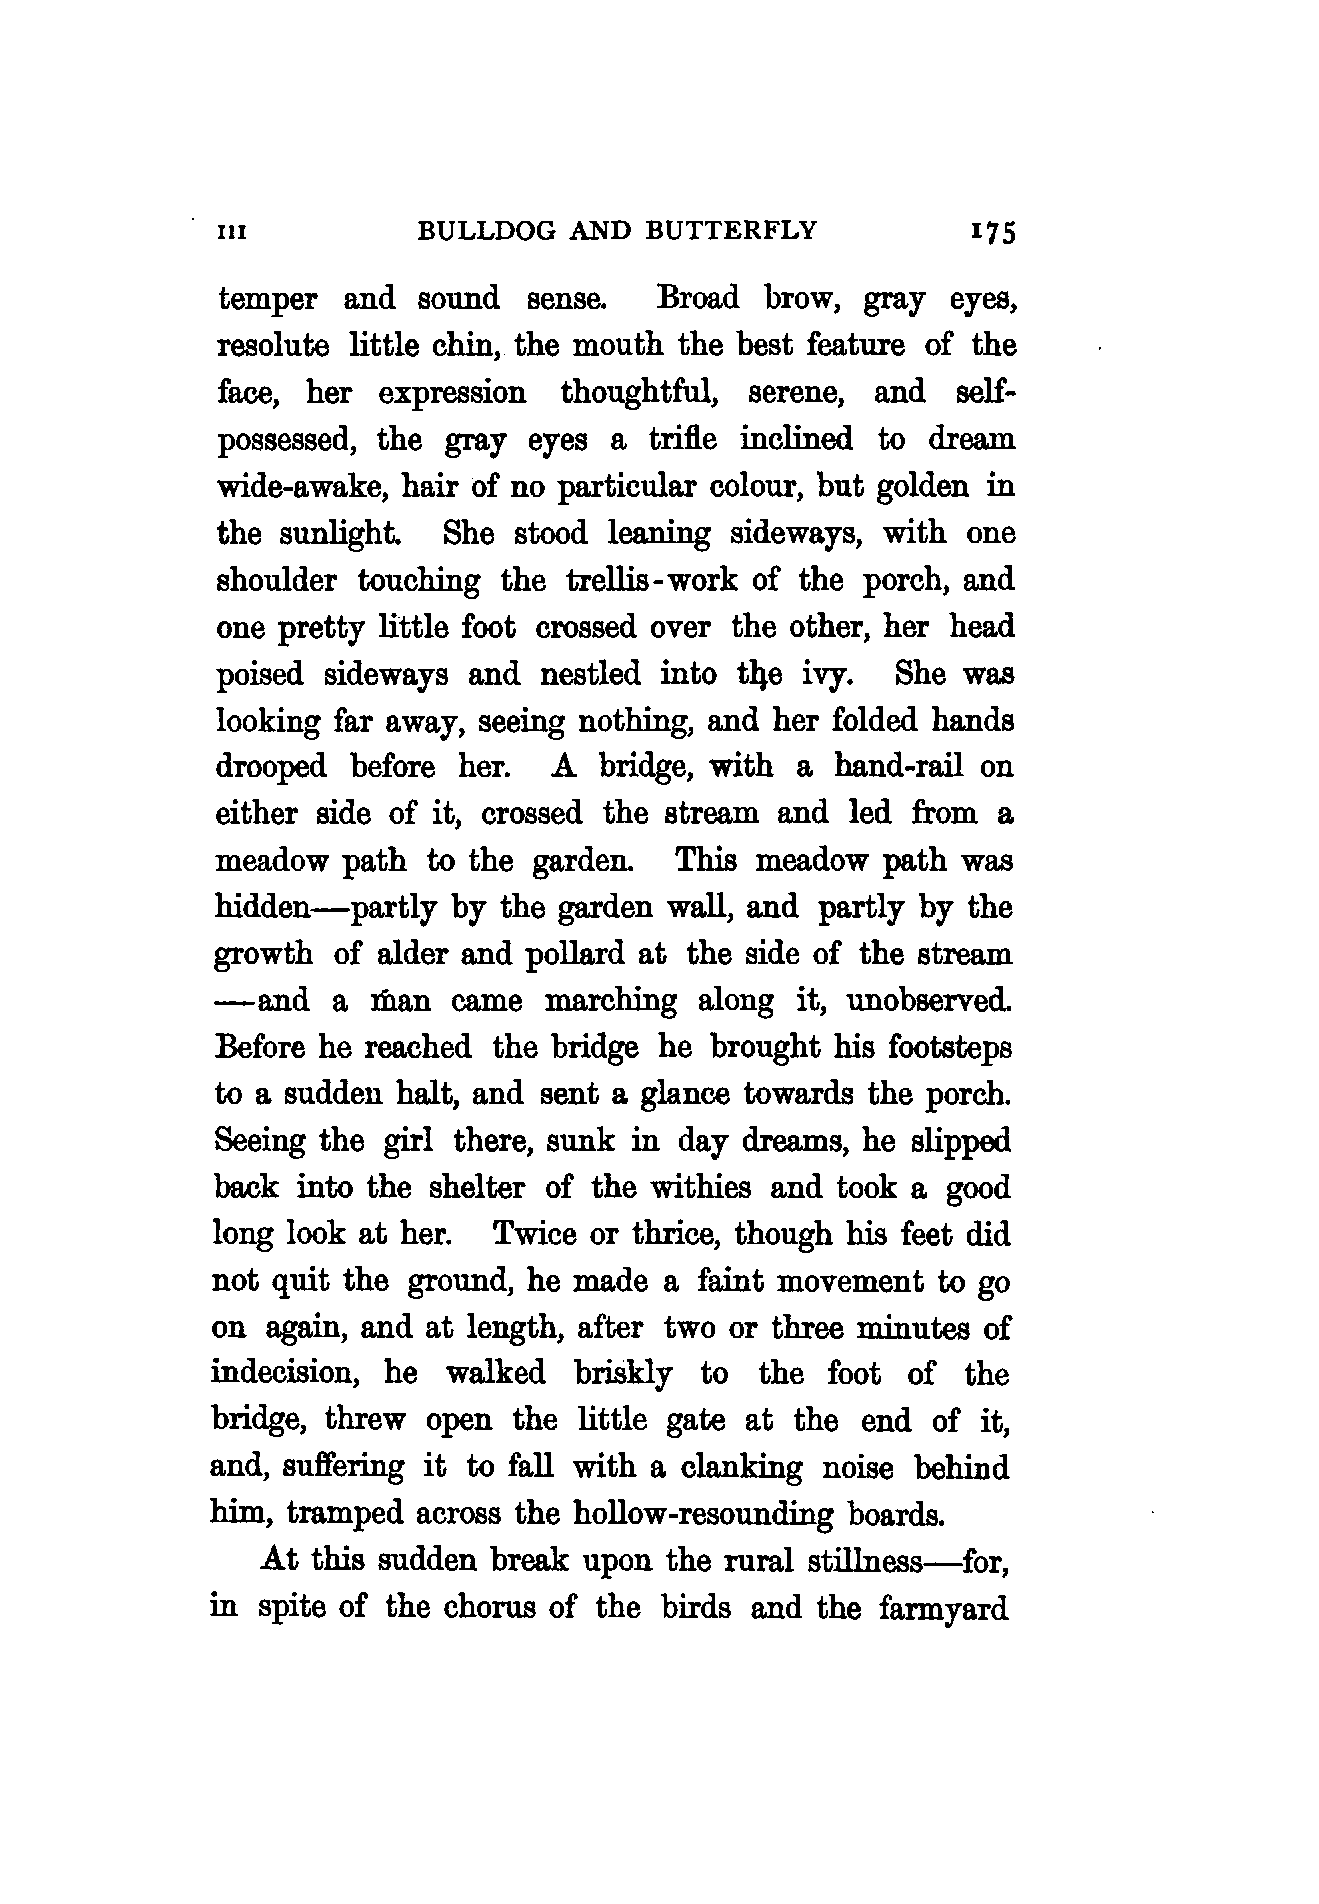 III BULLDOG AND BUTTERFLY 175
temper and sound sense. Broad brow, gray eyes,
resolute little chin, the mouth the best feature of the
face, her expression thoughtful, serene, and self-
possessed, the gray eyes a trifle inclined to dream
wide-awake, hair of no particular colour, but golden in
the sunlight. She stood leaning sideways, with one
shoulder touching the trellis-work of the porch, and
one pretty little foot crossed over the other, her head
poised sideways and nestled into the ivy. She was
looking far away, seeing nothing, and her folded hands
drooped before her. A bridge, with a hand-rail on
either side of it, crossed the stream and led from a
meadow path to the garden. This meadow path was
hidden—partly by the garden wall, and partly by the
growth of alder and pollard at the side of the stream
—and a man came marching along it, unobserved.
Before he reached the bridge he brought his footsteps
to a sudden halt, and sent a glance towards the porch.
Seeing the girl there, sunk in day dreams, he slipped
back into the shelter of the withies and took a good
long look at her. Twice or thrice, though his feet did
not quit the ground, he made a faint movement to go
on again, and at length, after two or three minutes of
indecision, he walked briskly to the foot of the
bridge, threw open the little gate at the end of it,
and, suffering it to fall with a clanking noise behind
him, tramped across the hollow-resounding boards.
At this sudden break upon the rural stillness—for,
in spite of the chorus of the birds and the farmyard